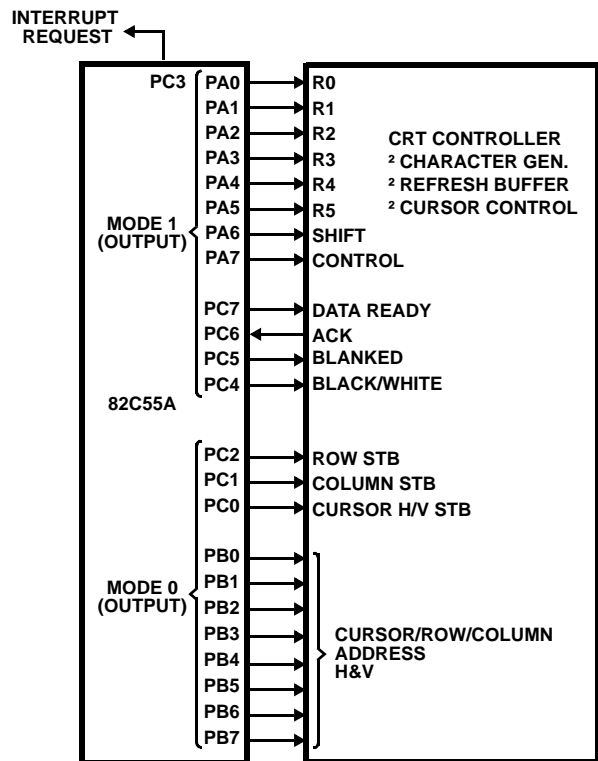 INTERRUPT
REQUEST
PC3 PA0 R0
PA1 R1
PA2 R2
CRT CONTROLLER
PA3 R3 ² CHARACTER GEN.
PA4 R4 ² REFRESH BUFFER
PA5 R5 ² CURSOR CONTROL
MODE 1
(OUTPUT)
PA6 SHIFT
PA7 CONTROL
PC7 DATA READY
PC6 ACK
PC5 BLANKED
PC4 BLACK/WHITE
82C55A
PC2 ROW STB
PC1 COLUMN STB
PC0 CURSOR H/V STB
PB0
PB1
MODE 0
(OUTPUT)
PB2
PB3
PB4
PB5
PB6
PB7
CURSOR/ROW/COLUMN
ADDRESS
H&V